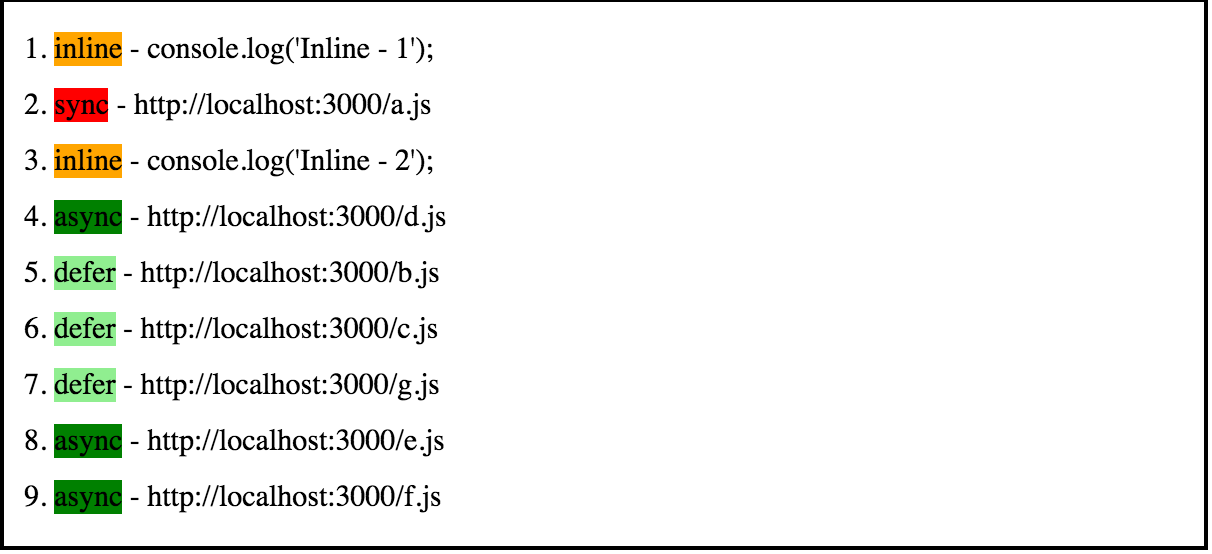 1. inline - console.log('Inline - 1');
2. sync - http://localhost:3000/a.js
3. inline - console.log('Inline - 2');
4. async - http://localhost:3000/d.js
5. defer - http://localhost:3000/b.js
6. defer - http://localhost:3000/c.js
7. defer - http://localhost:3000/g.js
8. async - http://localhost:3000/e.js
9. async - http://localhost:3000/f.js